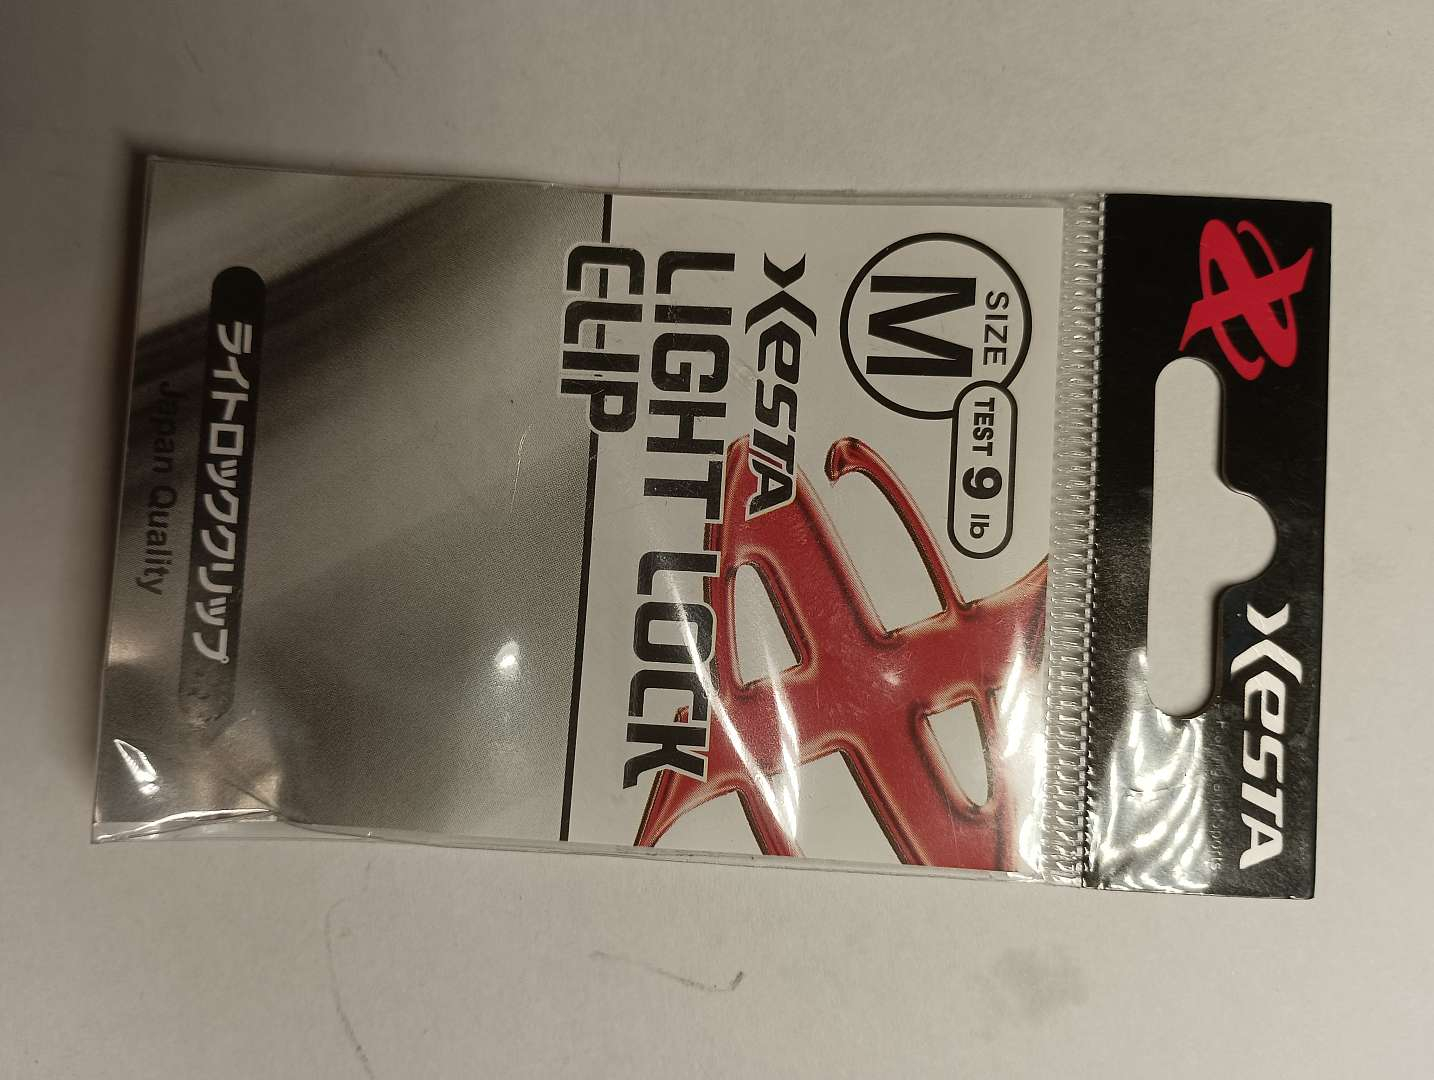 XESTA
SIZE
M
TEST 9 lb
XESTA
LIGHT LOCK
CLIP
ライトロッククリップ
Japan Quality